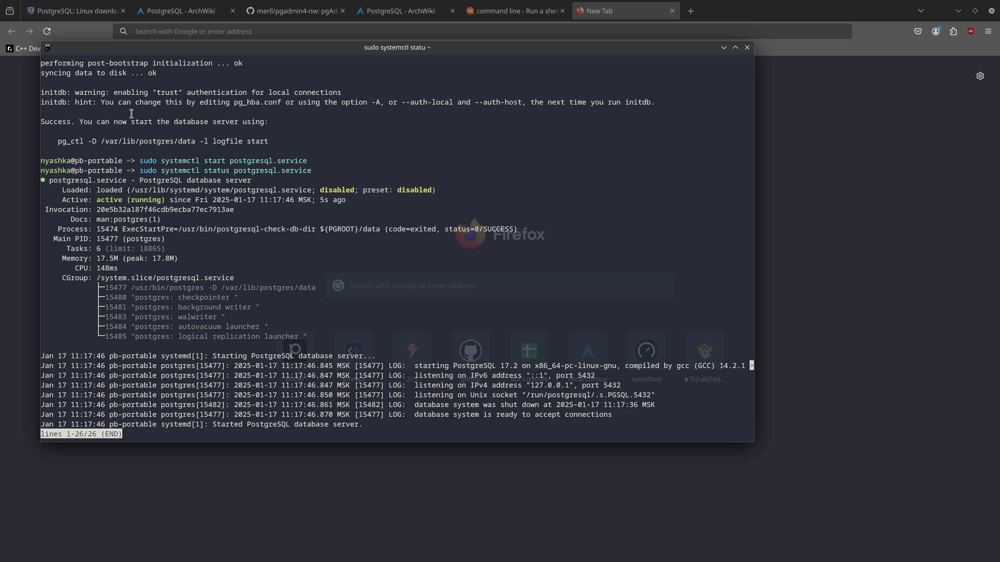 PostgreSQL: Linux downlo
PostgreSQL - ArchWiki
merll/pgadmin4-nw: pgAd
PostgreSQL - ArchWiki
command line - Run a shel
New Tab
Search with Google or enter address
C++ Dev
sudo systemctl statu ~
performing post-bootstrap initialization ... ok
syncing data to disk ... ok
initdb: warning: enabling "trust" authentication for local connections
initdb: hint: You can change this by editing pg_hba.conf or using the option -A, or --auth-local and --auth-host, the next time you run initdb.
Success. You can now start the database server using:
pg_ctl -D /var/lib/postgres/data -l logfile start
nyashka@pb-portable ~> sudo systemctl start postgresql.service
nyashka@pb-portable ~> sudo systemctl status postgresql.service
● postgresql.service - PostgreSQL database server
Loaded: loaded (/usr/lib/systemd/system/postgresql.service; disabled; preset: disabled)
Active: active (running) since Fri 2025-01-17 11:17:46 MSK; 5s ago
Invocation: 20e5b32a187f46cdb9ecba77ec7913ae
Docs: man:postgres(1)
Process: 15474 ExecStartPre=/usr/bin/postgresql-check-db-dir ${PGROOT}/data (code=exited, status=0/SUCCESS)
Firefox
Main PID: 15477 (postgres)
Tasks: 6 (limit: 18865)
Memory: 17.5M (peak: 17.8M)
CPU: 148ms
CGroup: /system.slice/postgresql.service
├─15477 /usr/bin/postgres -D /var/lib/postgres/data
Search with Google or enter address
├─15480 "postgres: checkpointer "
├─15481 "postgres: background writer "
├─15483 "postgres: walwriter "
├─15484 "postgres: autovacuum launcher "
└─15485 "postgres: logical replication launcher "
Jan 17 11:17:46 pb-portable systemd[1]: Starting PostgreSQL database server...
Jan 17 11:17:46 pb-portable postgres[15477]: 2025-01-17 11:17:46.845 MSK [15477] LOG:  starting PostgreSQL 17.2 on x86_64-pc-linux-gnu, compiled by gcc (GCC) 14.2.1 >
Jan 17 11:17:46 pb-portable postgres[15477]: 2025-01-17 11:17:46.847 MSK [15477] LOG:  listening on IPv6 address "::1", port 5432
phind screeps 2ch github docs.google aur.archlinux speedtest fkjsakjfskj...
Jan 17 11:17:46 pb-portable postgres[15477]: 2025-01-17 11:17:46.847 MSK [15477] LOG:  listening on IPv4 address "127.0.0.1", port 5432
Jan 17 11:17:46 pb-portable postgres[15477]: 2025-01-17 11:17:46.850 MSK [15477] LOG:  listening on Unix socket "/run/postgresql/.s.PGSQL.5432"
Jan 17 11:17:46 pb-portable postgres[15482]: 2025-01-17 11:17:46.861 MSK [15482] LOG:  database system was shut down at 2025-01-17 11:17:36 MSK
Jan 17 11:17:46 pb-portable postgres[15477]: 2025-01-17 11:17:46.870 MSK [15477] LOG:  database system is ready to accept connections
Jan 17 11:17:46 pb-portable systemd[1]: Started PostgreSQL database server.
lines 1-26/26 (END)